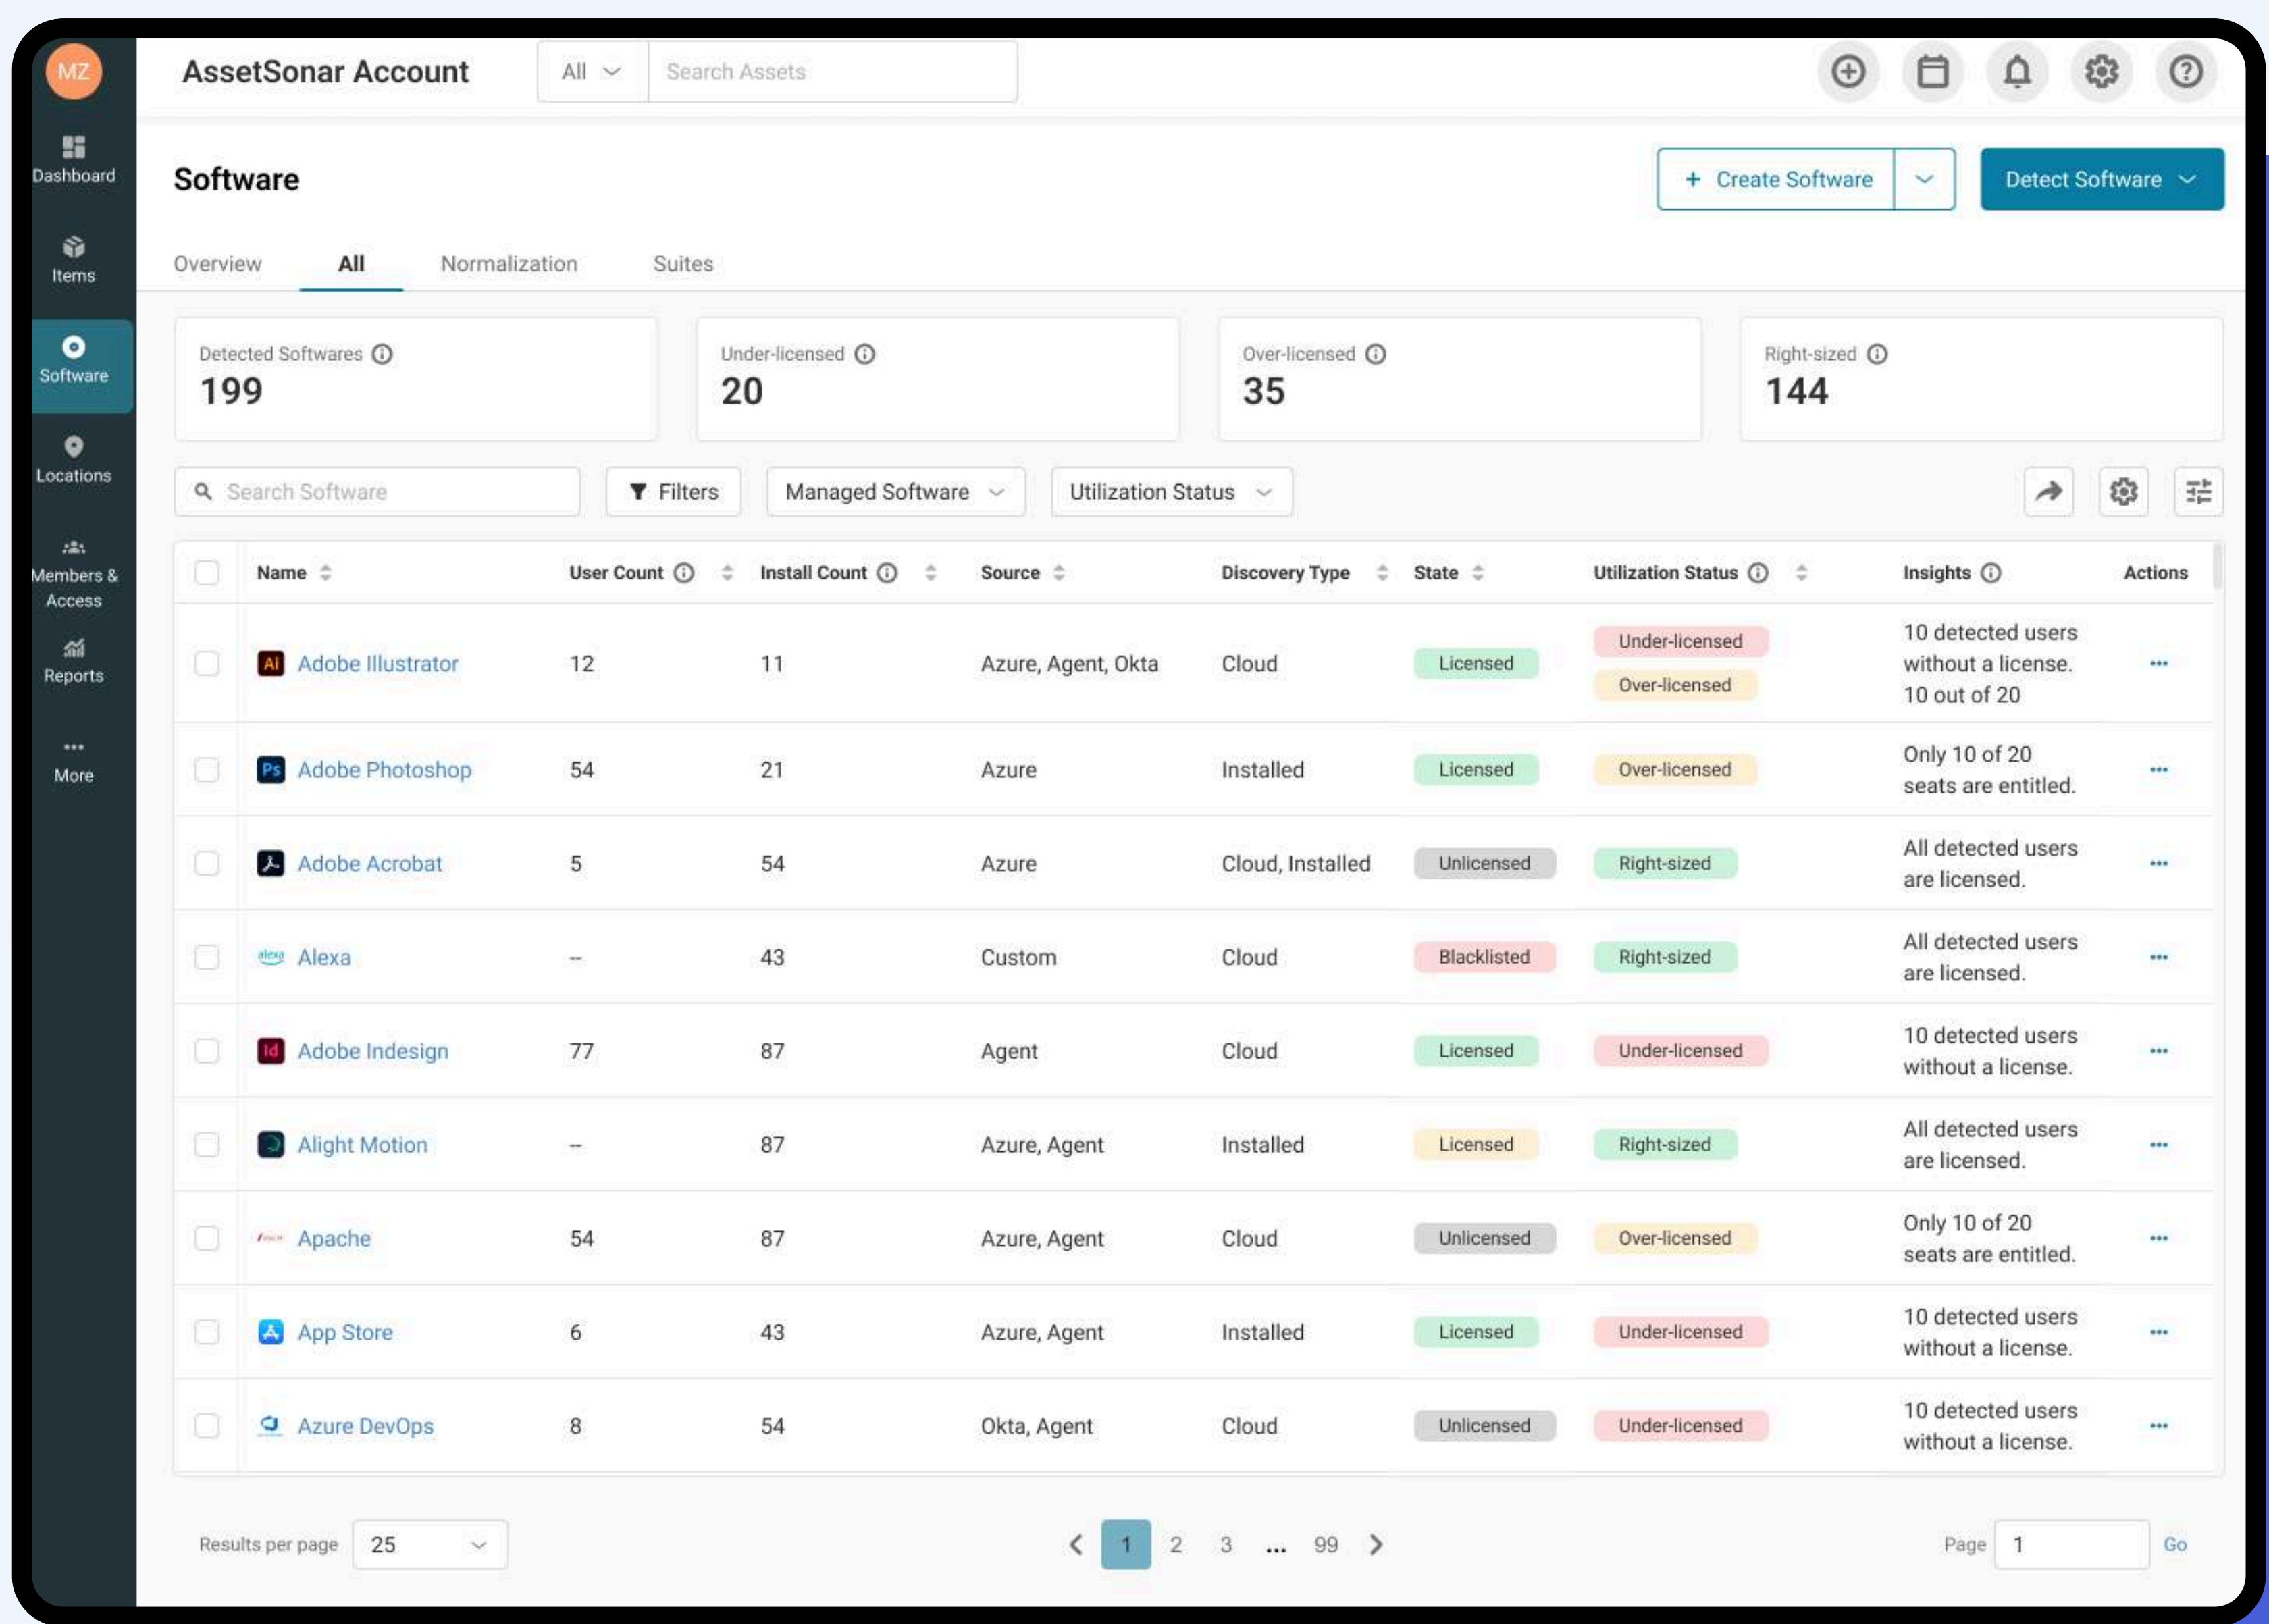 MZ
AssetSonar Account
All
Search Assets
Dashboard
Items
Software
Locations
Members &
Access
Reports
More
Software
+ Create Software
Detect Software
Overview
All
Normalization
Suites
Detected Softwares
199
Under-licensed
20
Over-licensed
35
Right-sized
144
Search Software
Filters
Managed Software
Utilization Status
Name User Count Install Count Source Discovery Type State Utilization Status Insights Actions
Ai Adobe Illustrator 12 11 Azure, Agent, Okta Cloud Licensed Under-licensed Over-licensed 10 detected users
without a license.
10 out of 20
Ps Adobe Photoshop 54 21 Azure Installed Licensed Over-licensed Only 10 of 20
seats are entitled.
Adobe Acrobat 5 54 Azure Cloud, Installed Unlicensed Right-sized All detected users
are licensed.
alexa Alexa -- 43 Custom Cloud Blacklisted Right-sized All detected users
are licensed.
Id Adobe Indesign 77 87 Agent Cloud Licensed Under-licensed 10 detected users
without a license.
Alight Motion -- 87 Azure, Agent Installed Licensed Right-sized All detected users
are licensed.
Apache 54 87 Azure, Agent Cloud Unlicensed Over-licensed Only 10 of 20
seats are entitled.
App Store 6 43 Azure, Agent Installed Licensed Under-licensed 10 detected users
without a license.
Azure DevOps 8 54 Okta, Agent Cloud Unlicensed Under-licensed 10 detected users
without a license.
Results per page 25
1 2 3 ... 99
Page 1 Go